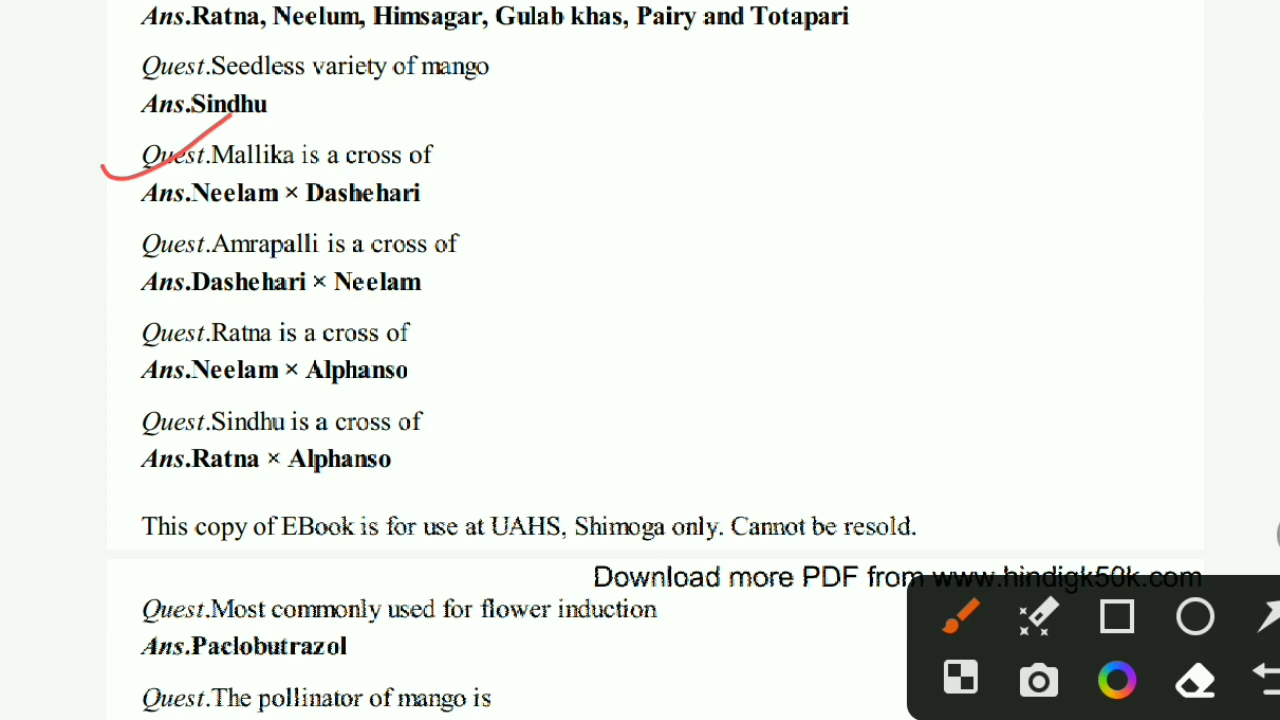 Ans.Ratna, Neelum, Himsagar, Gulab khas, Pairy and Totapari
Quest.Seedless variety of mango
Ans.Sindhu
Quest.Mallika is a cross of
Ans.Neelam × Dashehari
Quest.Amrapalli is a cross of
Ans.Dashehari × Neelam
Quest.Ratna is a cross of
Ans.Neelam × Alphanso
Quest.Sindhu is a cross of
Ans.Ratna × Alphanso
This copy of EBook is for use at UAHS, Shimoga only. Cannot be resold.
Download more PDF from www.hindigk50k.com
Quest.Most commonly used for flower induction
Ans.Paclobutrazol
Quest.The pollinator of mango is